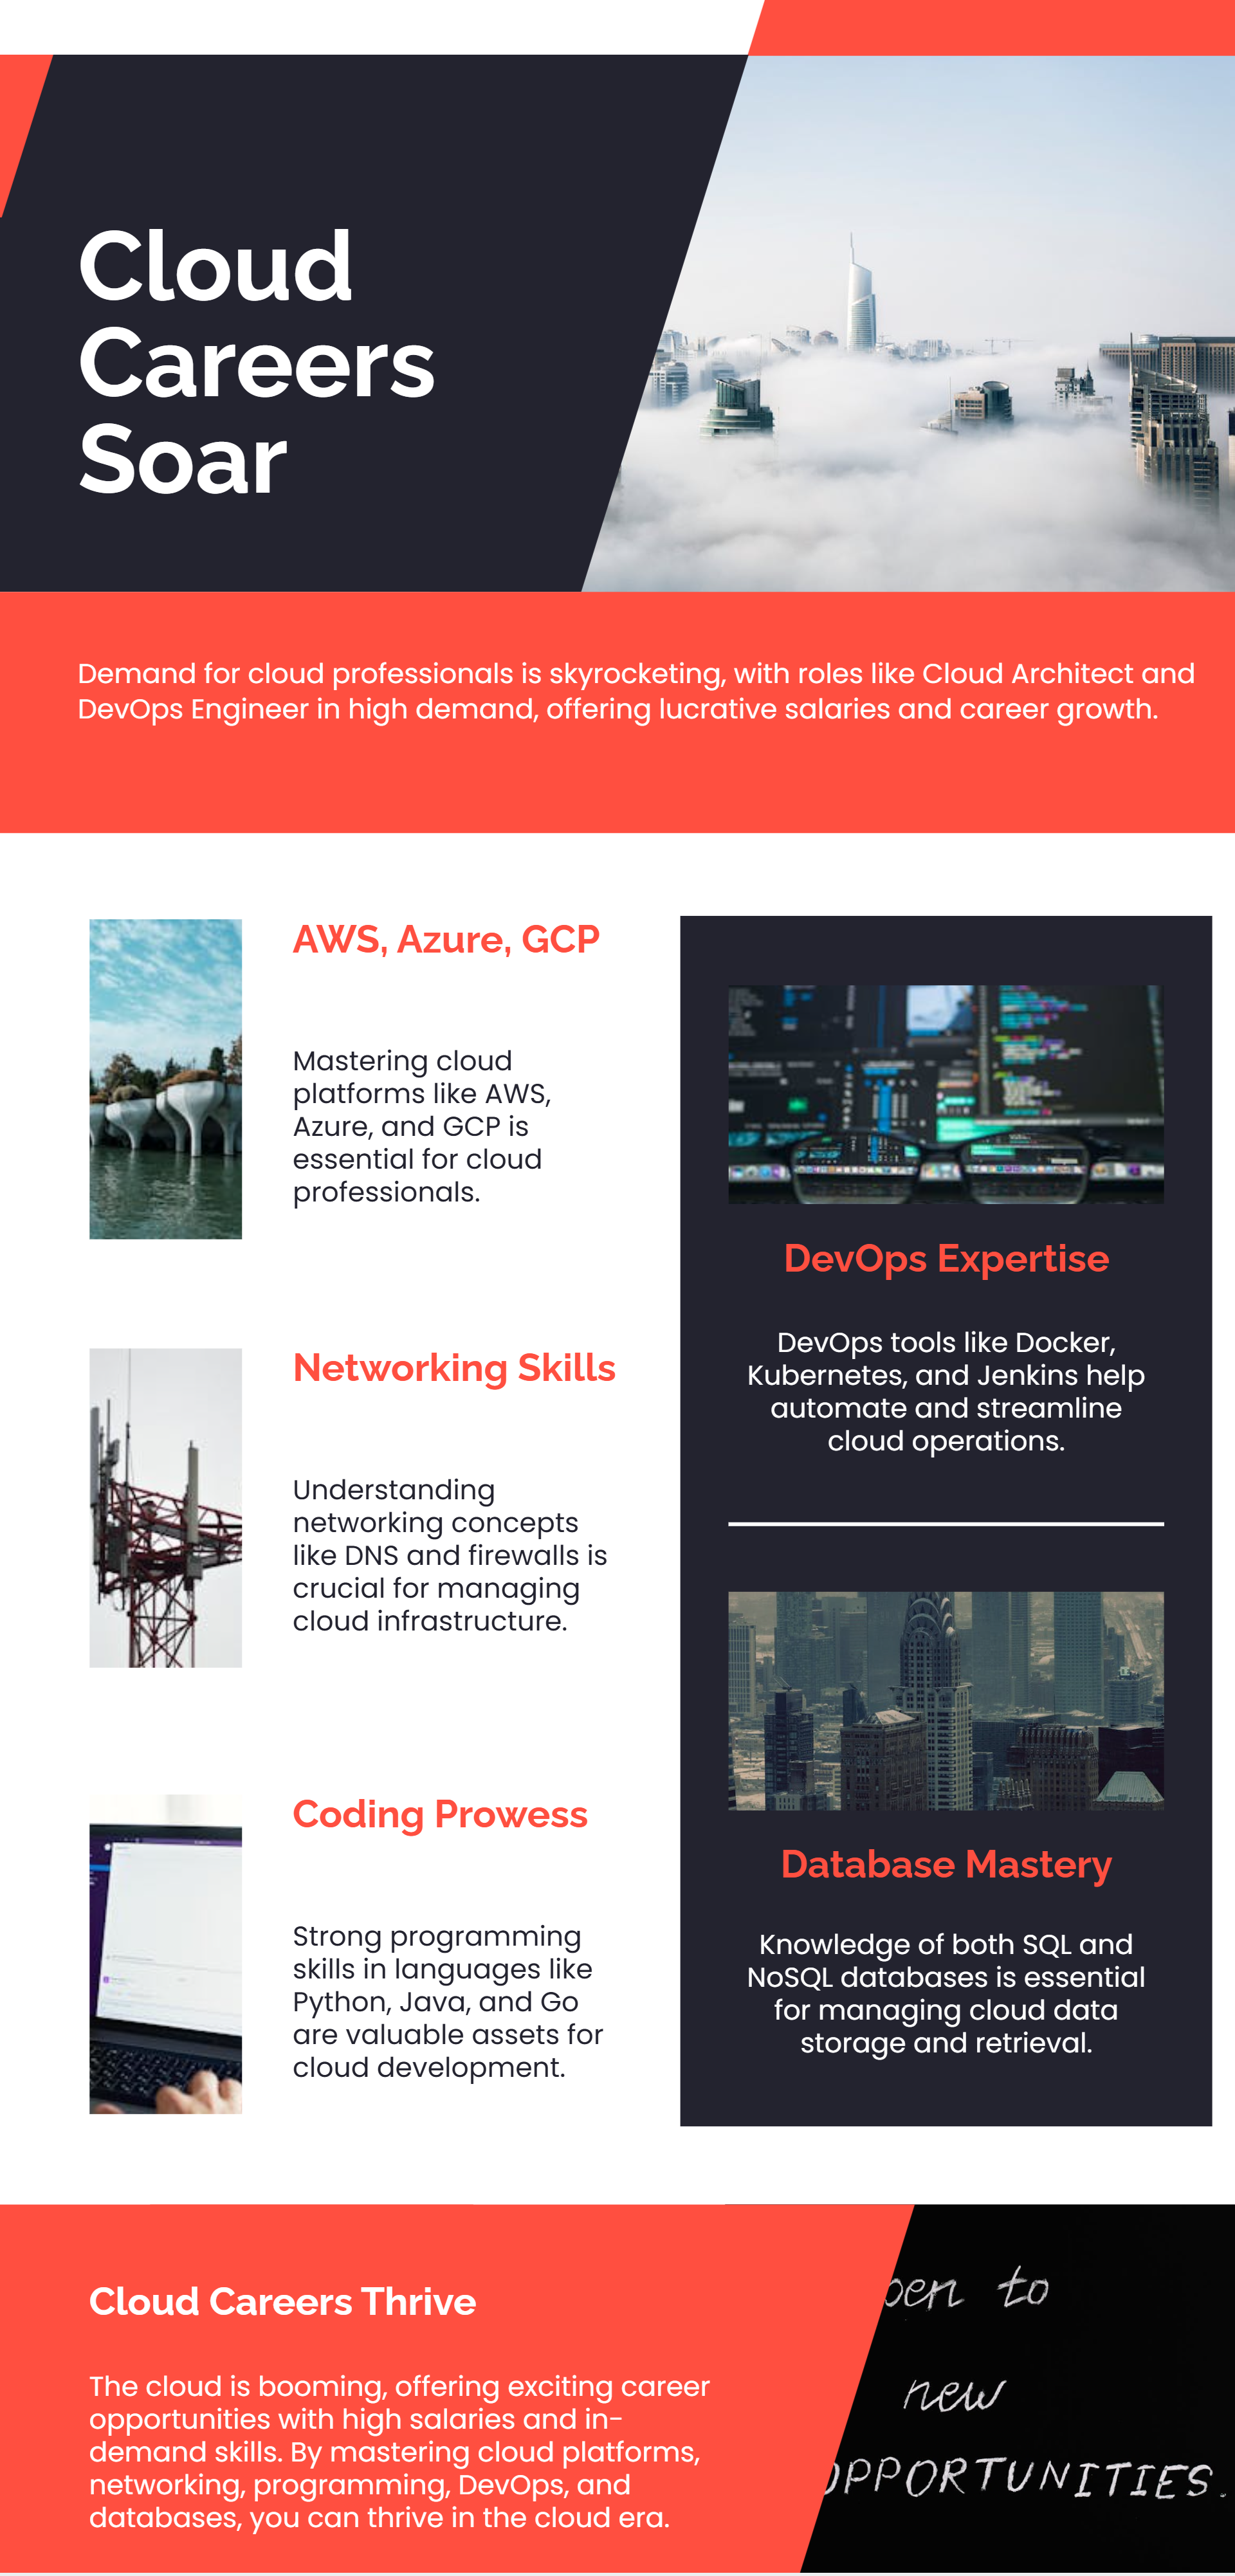 Cloud
Careers
Soar
Demand for cloud professionals is skyrocketing, with roles like Cloud Architect and
DevOps Engineer in high demand, offering lucrative salaries and career growth.
AWS, Azure, GCP
Mastering cloud
platforms like AWS,
Azure, and GCP is
essential for cloud
professionals.
Networking Skills
Understanding
networking concepts
like DNS and firewalls is
crucial for managing
cloud infrastructure.
Coding Prowess
Strong programming
skills in languages like
Python, Java, and Go
are valuable assets for
cloud development.
DevOps Expertise
DevOps tools like Docker,
Kubernetes, and Jenkins help
automate and streamline
cloud operations.
Database Mastery
Knowledge of both SQL and
NoSQL databases is essential
for managing cloud data
storage and retrieval.
Cloud Careers Thrive
The cloud is booming, offering exciting career
opportunities with high salaries and in-
demand skills. By mastering cloud platforms,
networking, programming, DevOps, and
databases, you can thrive in the cloud era.
pen to
new
OPPORTUNITIES.